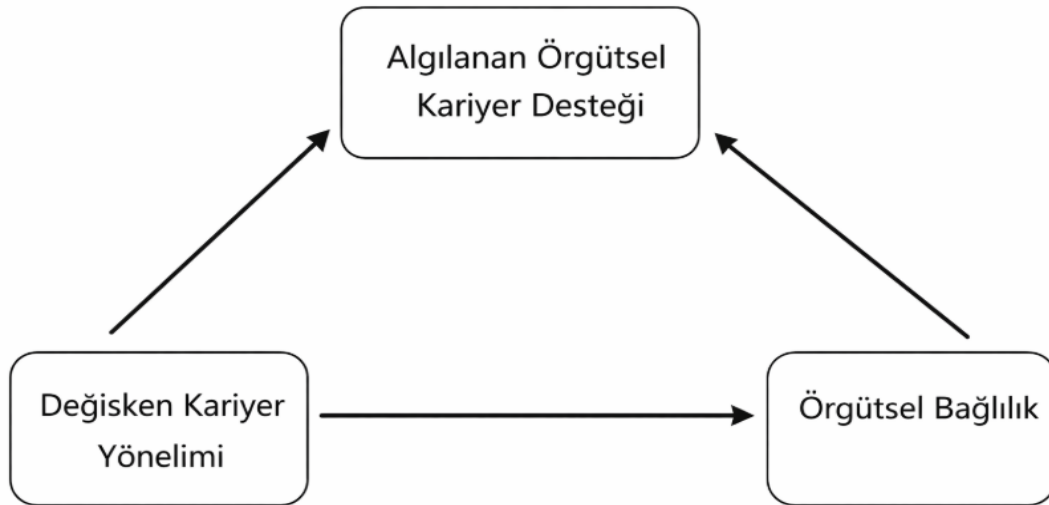 Algılanan Örgütsel
Kariyer Desteği
Değisken Kariyer
Yönelimi
Örgütsel Bağlılık